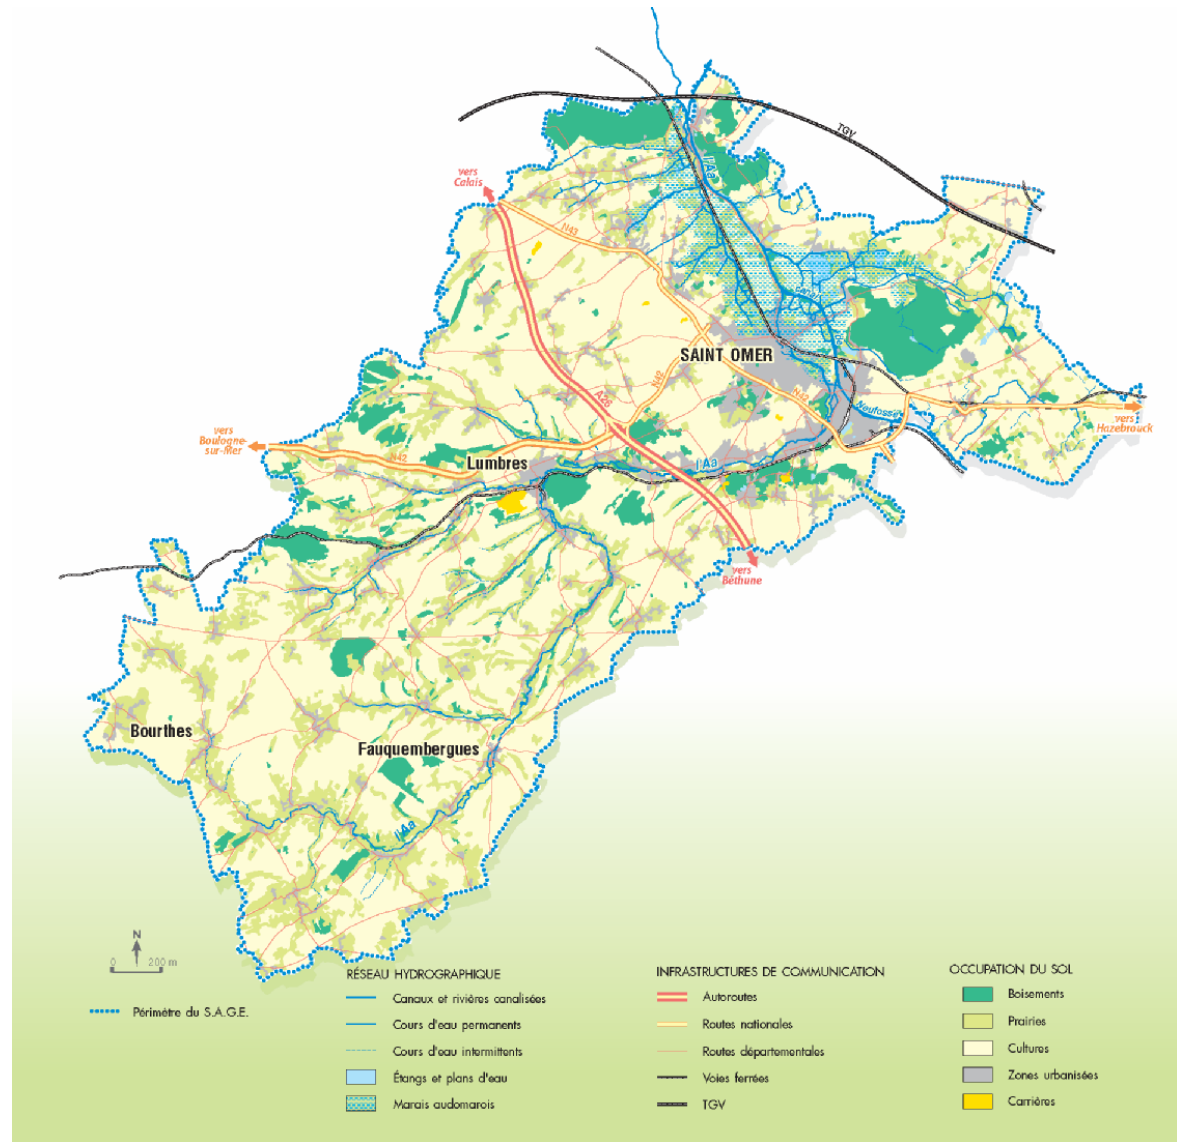 TGV
l'Aa
vers
Calais
N43
SAINT OMER
A26
N42
N42
Neufossé
vers
Hazebrouck
vers
Boulogne-
sur-Mer
N42
Lumbres
l'Aa
vers
Béthune
Bourthes
Fauquembergues
l'Aa
N
0 200 m
Périmètre du S.A.G.E.
RÉSEAU HYDROGRAPHIQUE
Canaux et rivières canalisées
Cours d'eau permanents
Cours d'eau intermittents
Étangs et plans d'eau
Marais audomarois
INFRASTRUCTURES DE COMMUNICATION
Autoroutes
Routes nationales
Routes départementales
Voies ferrées
TGV
OCCUPATION DU SOL
Boisements
Prairies
Cultures
Zones urbanisées
Carrières